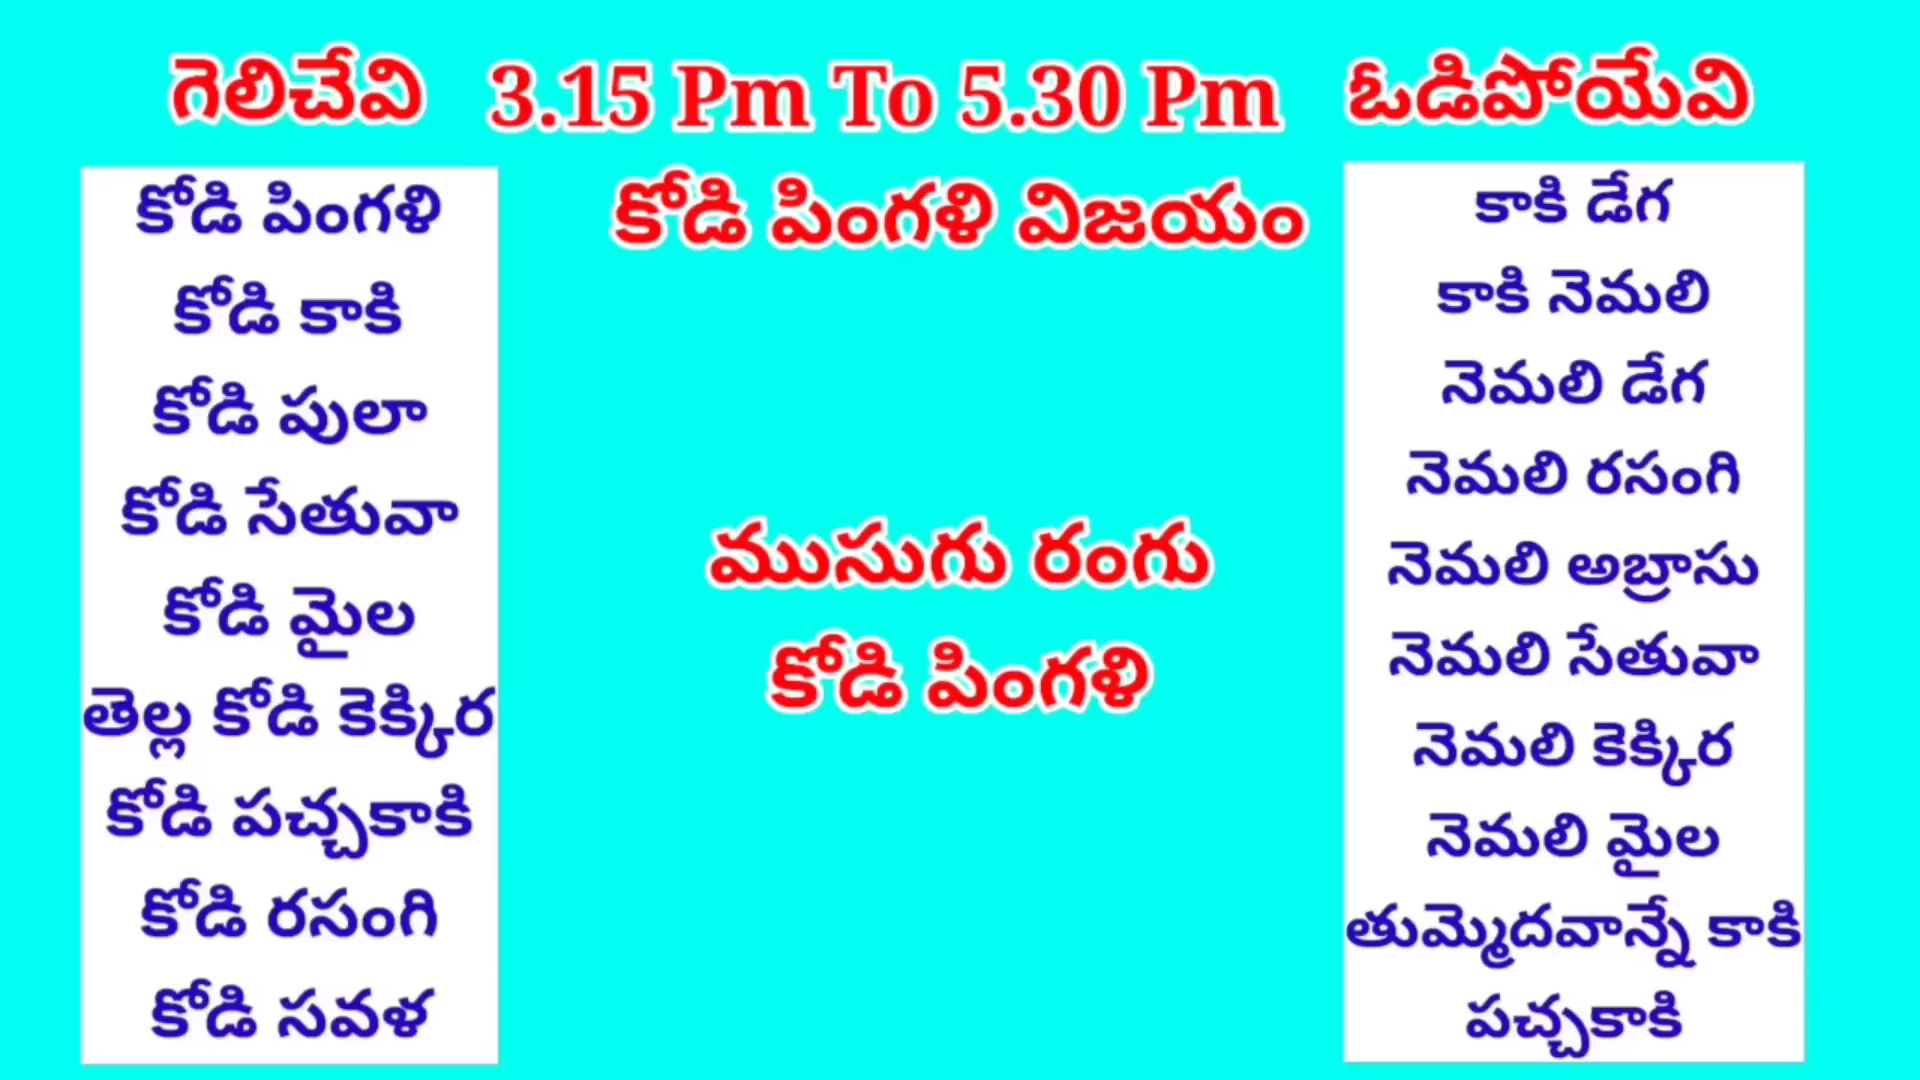 గెలిచేవి 3.15 Pm To 5.30 Pm ఓడిపోయేవి
కోడి పింగళి విజయం
కోడి పింగళి
కోడి కాకి
కోడి పులా
కోడి సేతువా
కోడి మైల
తెల్ల కోడి కెక్కిర
కోడి పచ్చకాకి
కోడి రసంగి
కోడి సవళ
ముసుగు రంగు
కోడి పింగళి
కాకి డేగ
కాకి నెమలి
నెమలి డేగ
నెమలి రసంగి
నెమలి అబ్రాసు
నెమలి సేతువా
నెమలి కెక్కిర
నెమలి మైల
తుమ్మెదవాన్నే కాకి
పచ్చకాకి